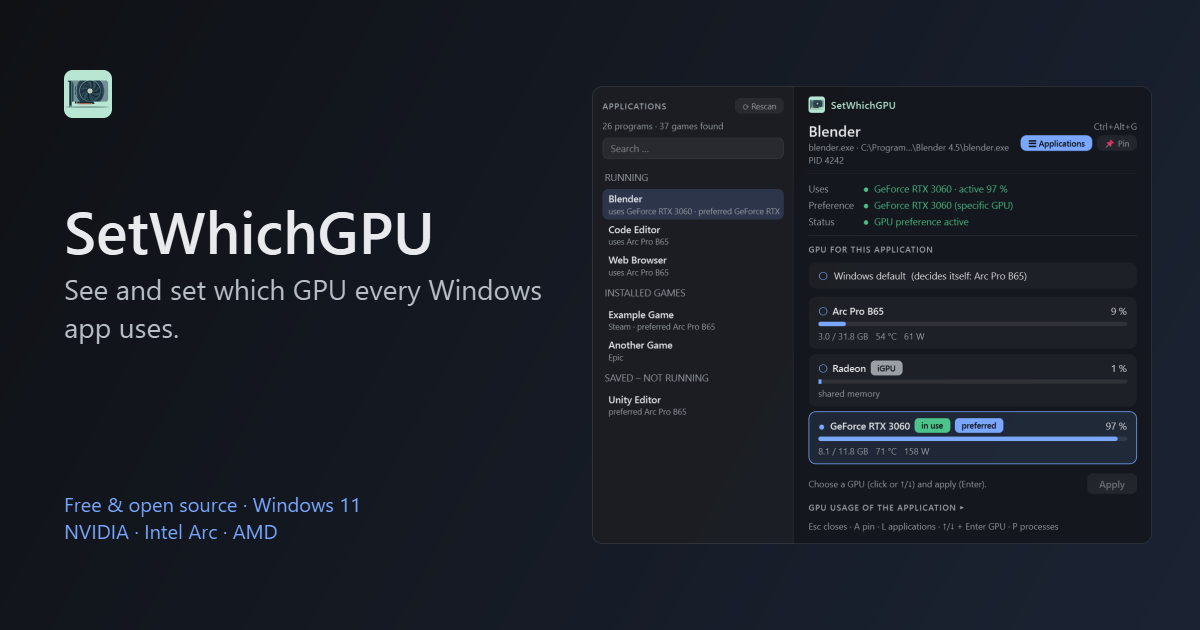 SetWhichGPU
See and set which GPU every Windows
app uses.
Free & open source · Windows 11
NVIDIA · Intel Arc · AMD
APPLICATIONS
⟳ Rescan
26 programs · 37 games found
Search ...
RUNNING
Blender
uses GeForce RTX 3060 · preferred GeForce RTX
Code Editor
uses Arc Pro B65
Web Browser
uses Arc Pro B65
INSTALLED GAMES
Example Game
Steam · preferred Arc Pro B65
Another Game
Epic
SAVED – NOT RUNNING
Unity Editor
preferred Arc Pro B65
SetWhichGPU
Blender
Ctrl+Alt+G
blender.exe · C:\Program...\Blender 4.5\blender.exe
☰ Applications
📌 Pin
PID 4242
Uses ● GeForce RTX 3060 · active 97 %
Preference ● GeForce RTX 3060 (specific GPU)
Status ● GPU preference active
GPU FOR THIS APPLICATION
Windows default (decides itself: Arc Pro B65)
Arc Pro B65 9 %
3.0 / 31.8 GB 54 °C 61 W
Radeon iGPU 1 %
shared memory
GeForce RTX 3060 in use preferred 97 %
8.1 / 11.8 GB 71 °C 158 W
Choose a GPU (click or ↑/↓) and apply (Enter).
Apply
GPU USAGE OF THE APPLICATION ▸
Esc closes · A pin · L applications · ↑/↓ + Enter GPU · P processes